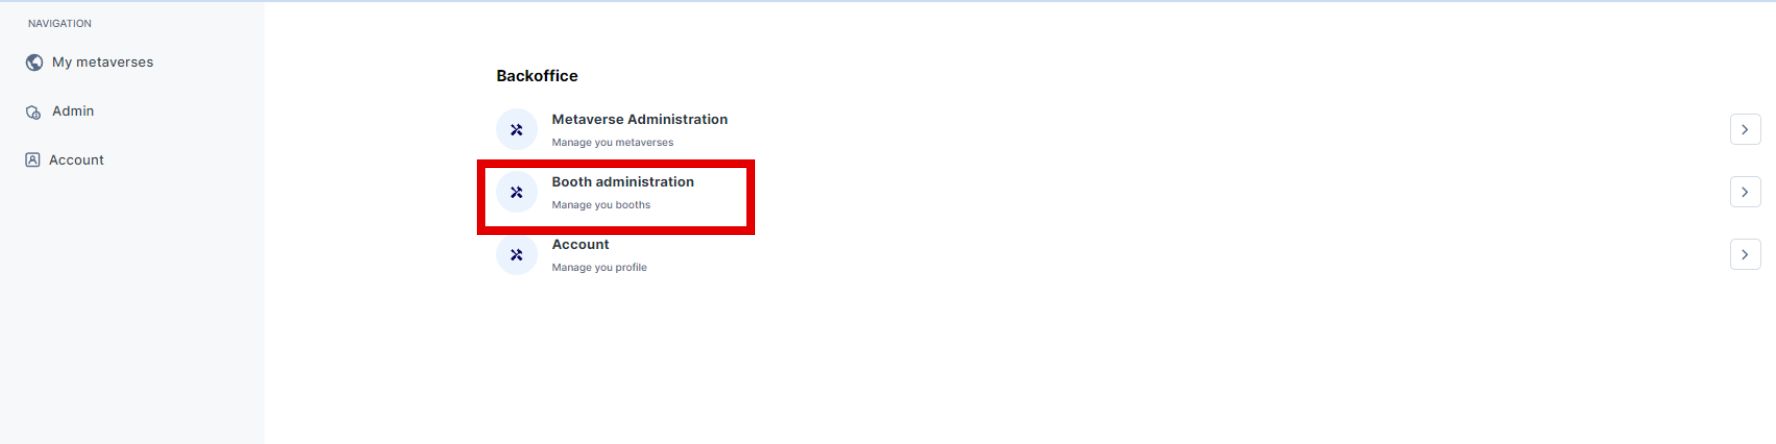 NAVIGATION
My metaverses
Admin
Account
Backoffice
Metaverse Administration
Manage you metaverses
Booth administration
Manage you booths
Account
Manage you profile